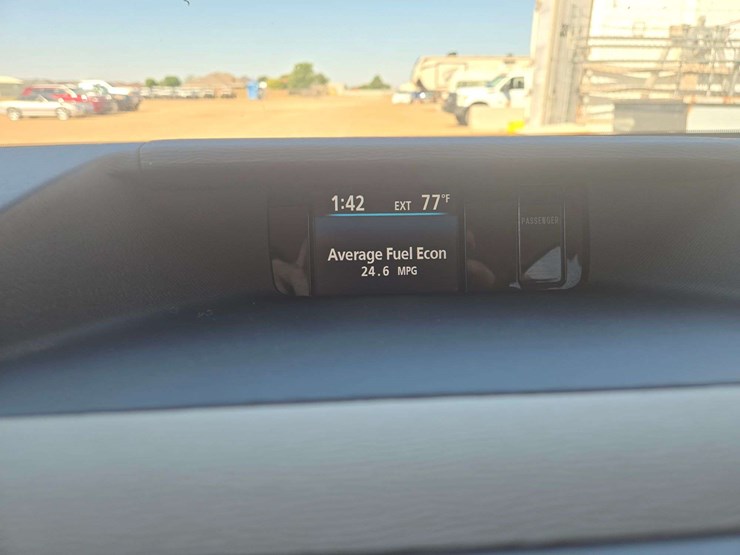 1:42 EXT 77°F
PASSENGER
Average Fuel Econ
24.6 MPG